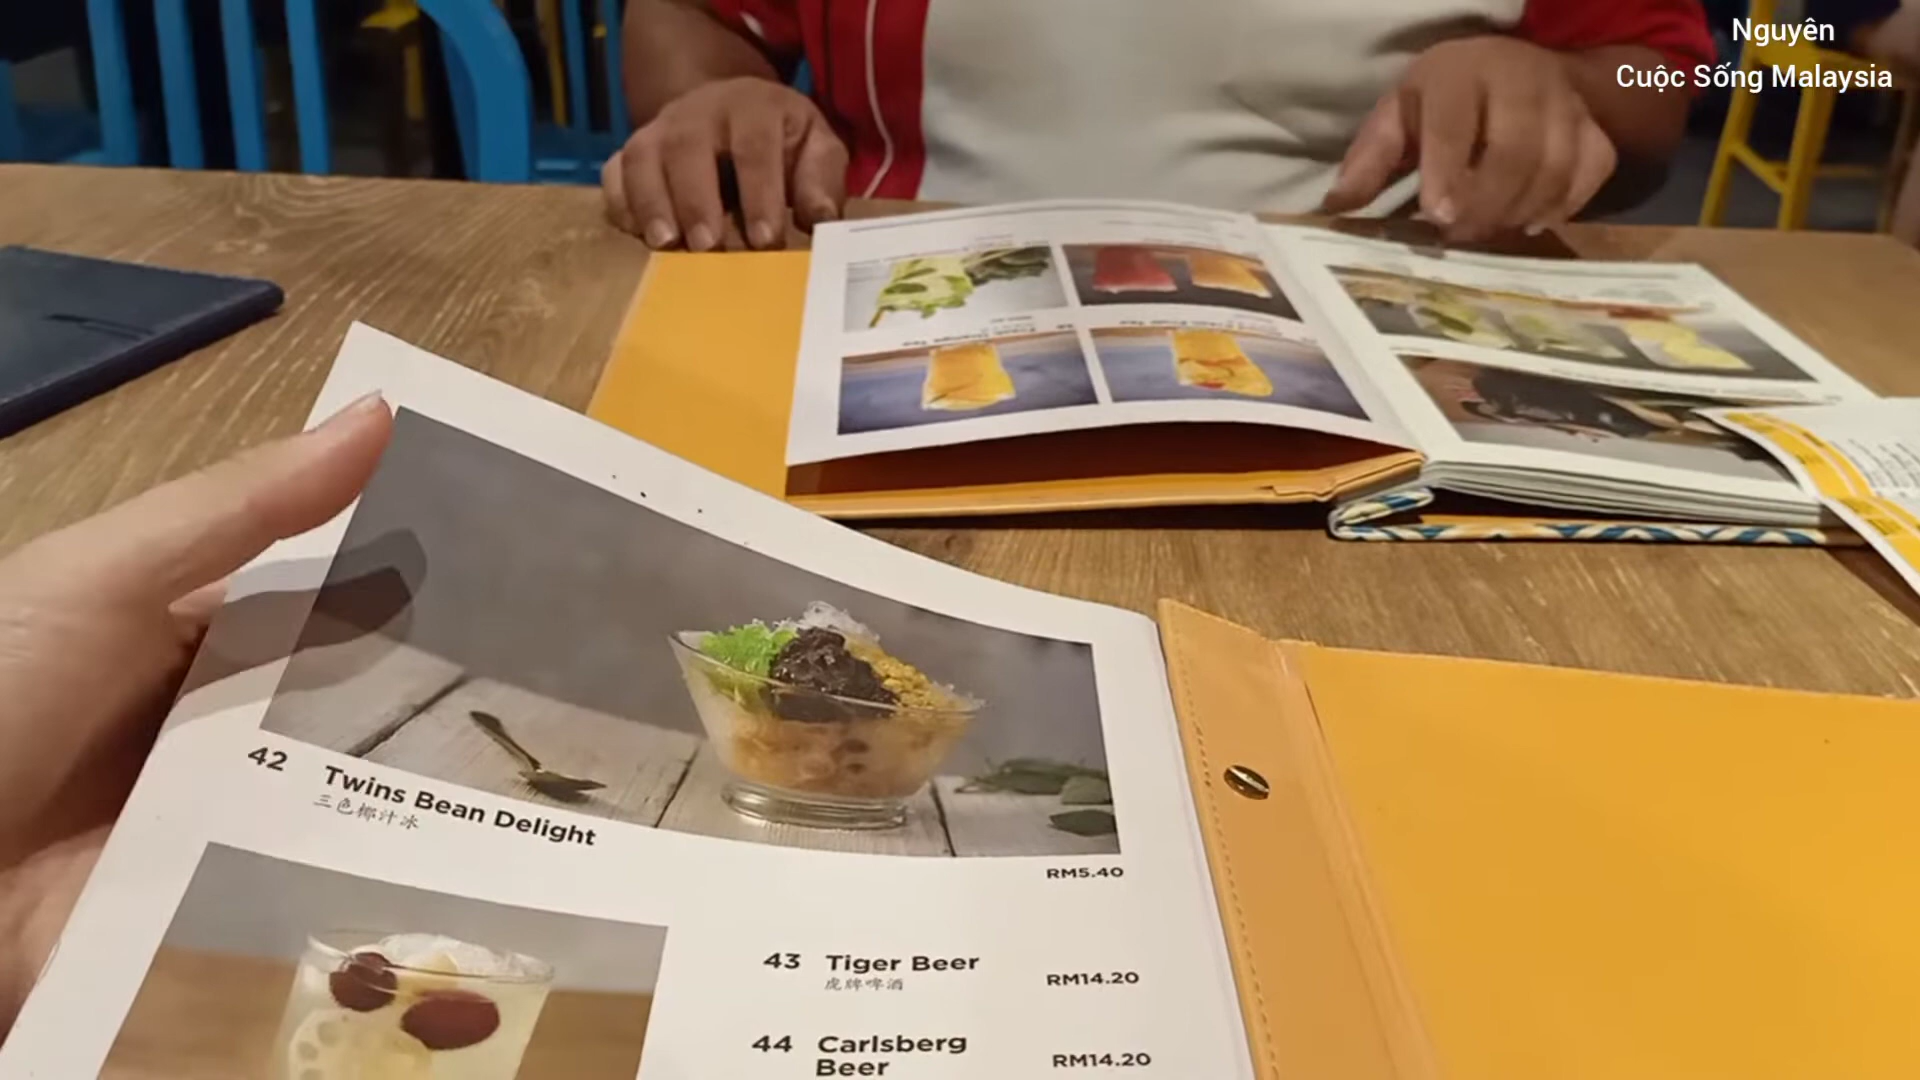 Nguyên
Cuộc Sống Malaysia
42 Twins Bean Delight
三色椰汁冰
RM5.40
43 Tiger Beer RM14.20
虎牌啤酒
44 Carlsberg RM14.20
Beer